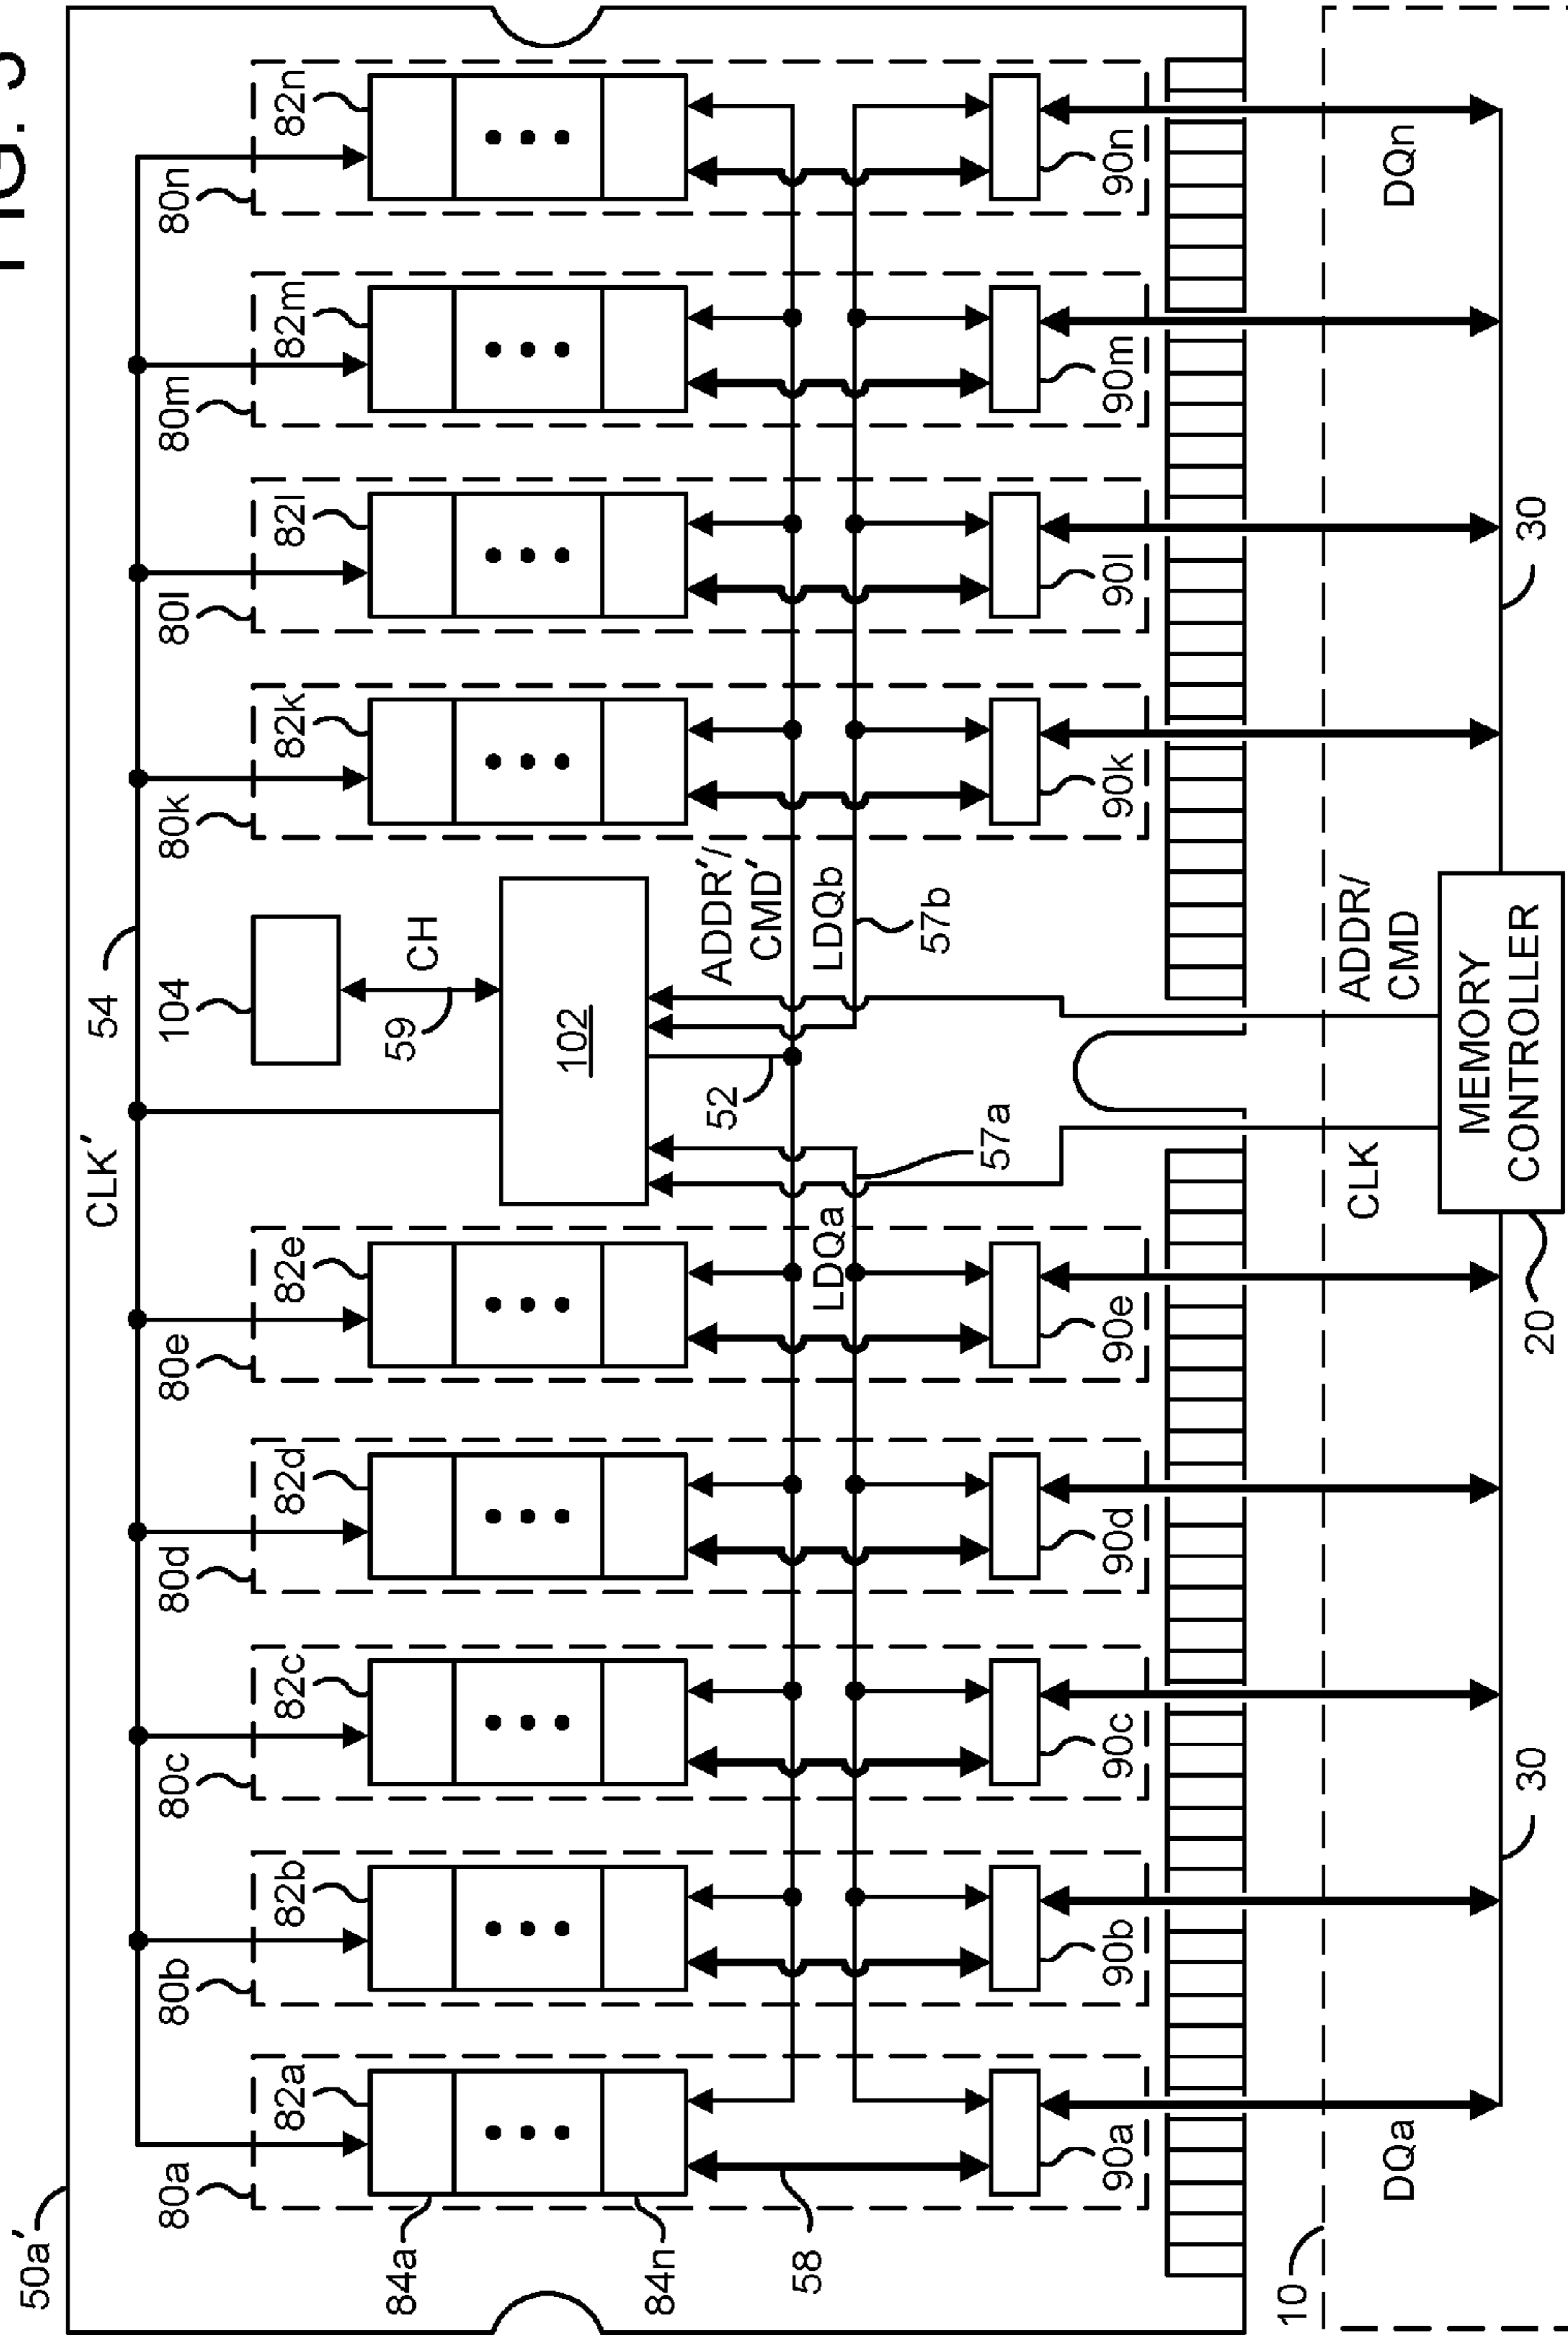 FIG. 3
50a′
54
CLK′
80a
80b
80c
80d
80e
80k
80l
80m
80n
82a
82b
82c
82d
82e
104
82k
82l
82m
82n
84a
84n
59
CH
102
52
ADDR′/
CMD′
58
LDQa
57a
LDQb
57b
90a
90b
90c
90d
90e
90k
90l
90m
90n
10
DQa
CLK
ADDR/
CMD
DQn
30
20
MEMORY
CONTROLLER
30